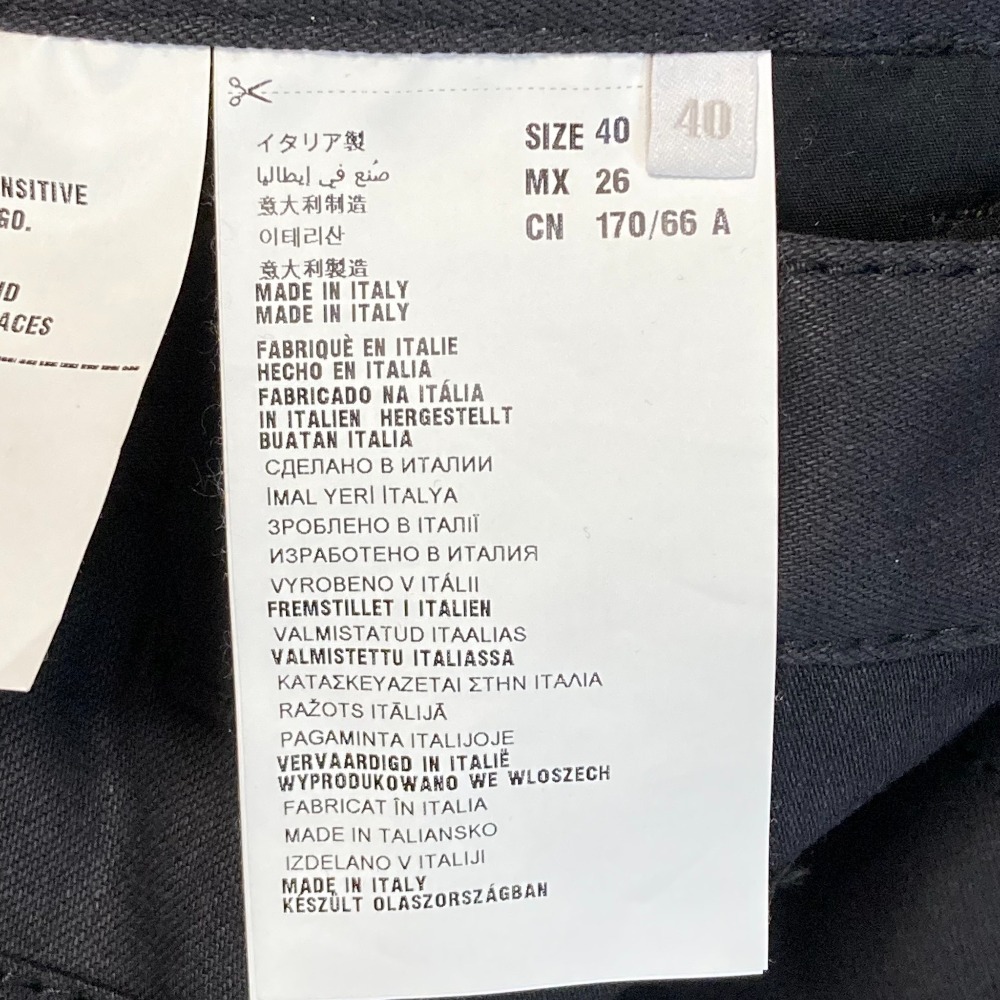 NSITIVE
GO.
ND
ACES
40
SIZE 40
MX 26
CN 170/66 A
イタリア製
صُنع في إيطاليا
意大利制造
이테리산
意大利製造
MADE IN ITALY
MADE IN ITALY
FABRIQUÈ EN ITALIE
HECHO EN ITALIA
FABRICADO NA ITÁLIA
IN ITALIEN HERGESTELLT
BUATAN ITALIA
СДЕЛАНО В ИТАЛИИ
İMAL YERİ İTALYA
ЗРОБЛЕНО В ІТАЛІЇ
ИЗРАБОТЕНО В ИТАЛИЯ
VYROBENO V ITÁLII
FREMSTILLET I ITALIEN
VALMISTATUD ITAALIAS
VALMISTETTU ITALIASSA
ΚΑΤΑΣΚΕΥΑΖΕΤΑΙ ΣΤΗΝ ΙΤΑΛΙΑ
RAŽOTS ITĀLIJĀ
PAGAMINTA ITALIJOJE
VERVAARDIGD IN ITALIË
WYPRODUKOWANO WE WLOSZECH
FABRICAT ÎN ITALIA
MADE IN TALIANSKO
IZDELANO V ITALIJI
MADE IN ITALY
KÉSZÜLT OLASZORSZÁGBAN